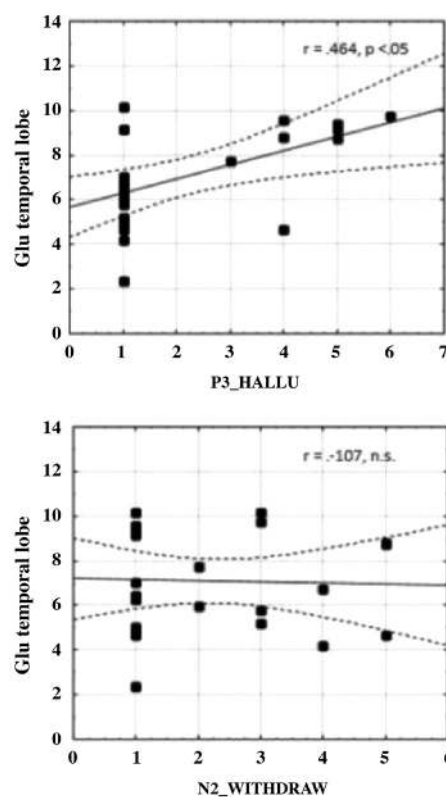 r = .464, p <.05
Glu temporal lobe
14
12
10
8
6
4
2
0
0 1 2 3 4 5 6 7
P3_HALLU
r = .-107, n.s.
Glu temporal lobe
14
12
10
8
6
4
2
0
0 1 2 3 4 5 6
N2_WITHDRAW